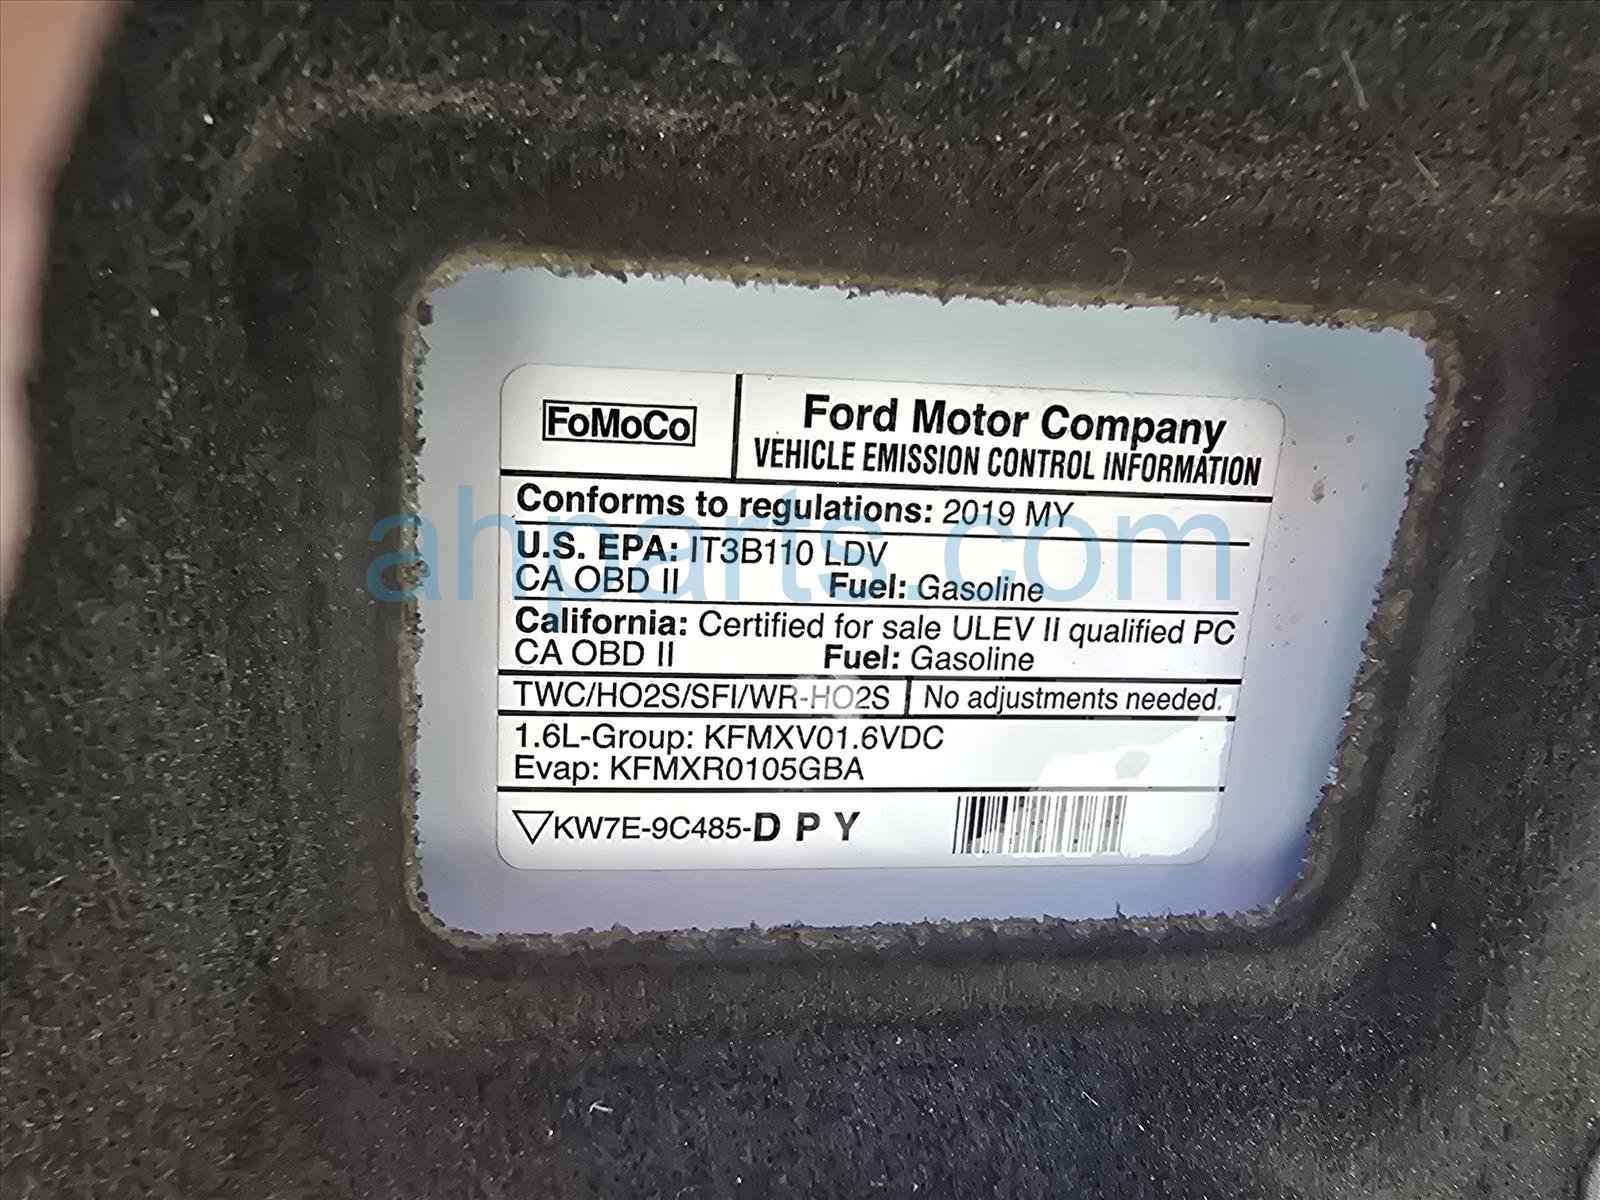 FoMoCo
Ford Motor Company
VEHICLE EMISSION CONTROL INFORMATION
Conforms to regulations: 2019 MY
ahparts.com
U.S. EPA: IT3B110 LDV
CA OBD II Fuel: Gasoline
California: Certified for sale ULEV II qualified PC
CA OBD II Fuel: Gasoline
TWC/HO2S/SFI/WR-HO2S No adjustments needed.
1.6L-Group: KFMXV01.6VDC
Evap: KFMXR0105GBA
KW7E-9C485-D P Y